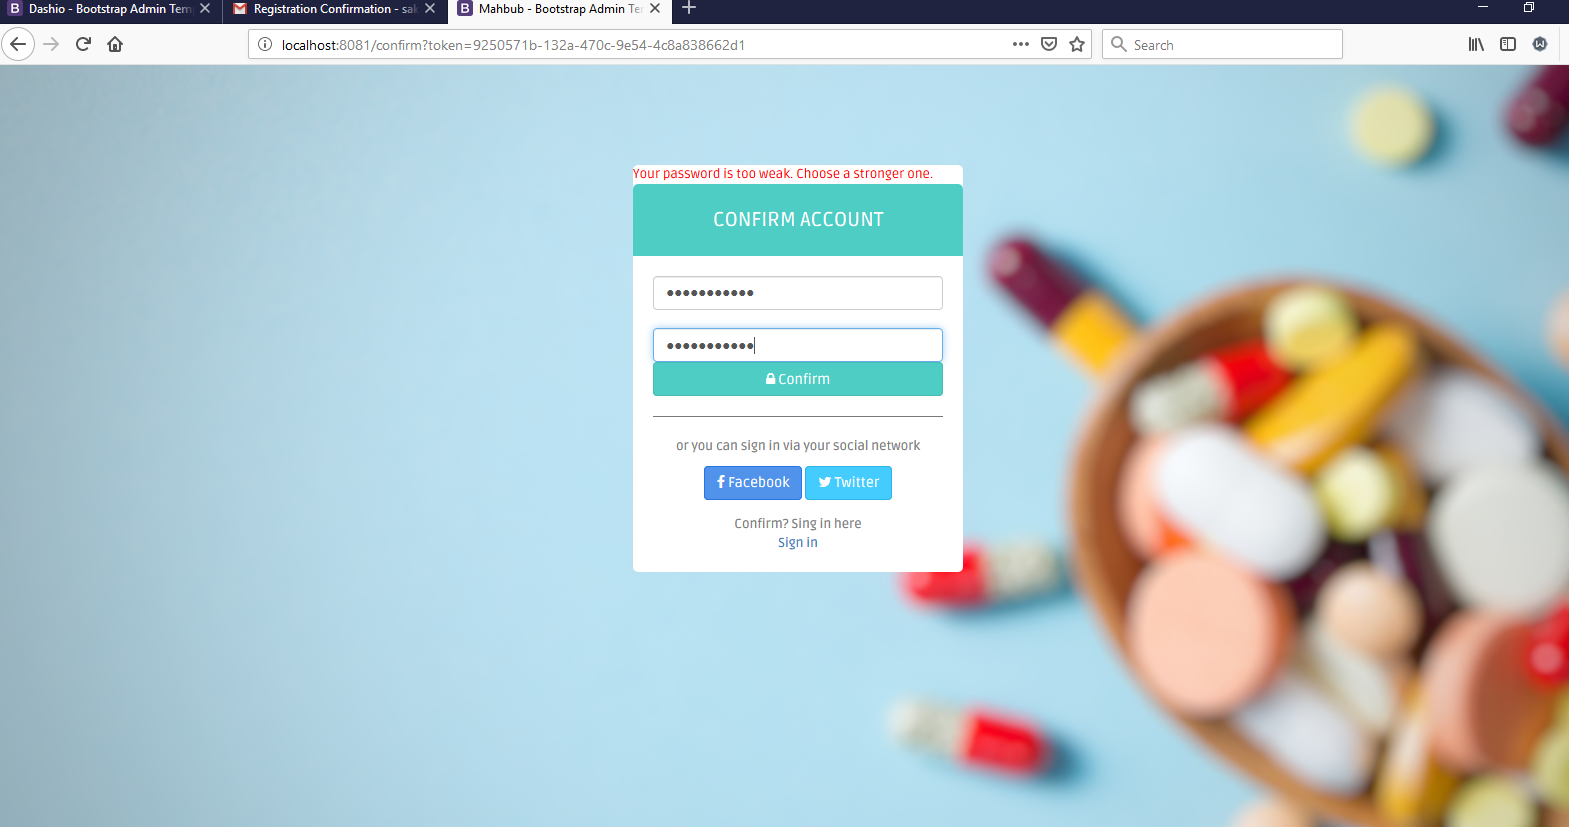 Dashio - Bootstrap Admin Tem
Registration Confirmation - sak
Mahbub - Bootstrap Admin Te
localhost:8081/confirm?token=9250571b-132a-470c-9e54-4c8a838662d1
Search
Your password is too weak. Choose a stronger one.
CONFIRM ACCOUNT
Confirm
or you can sign in via your social network
Facebook
Twitter
Confirm? Sing in here
Sign in